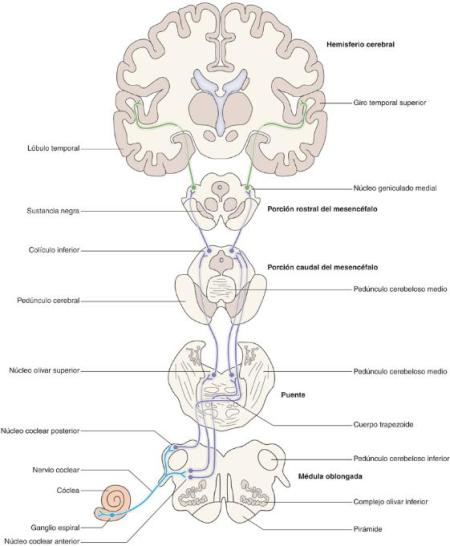 Hemisferio cerebral
Giro temporal superior
Lóbulo temporal
Núcleo geniculado medial
Sustancia negra
Porción rostral del mesencéfalo
Colículo inferior
Porción caudal del mesencéfalo
Pedúnculo cerebral
Pedúnculo cerebeloso medio
Núcleo olivar superior
Pedúnculo cerebeloso medio
Puente
Cuerpo trapezoide
Núcleo coclear posterior
Pedúnculo cerebeloso inferior
Nervio coclear
Médula oblongada
Cóclea
Complejo olivar inferior
Ganglio espiral
Pirámide
Núcleo coclear anterior